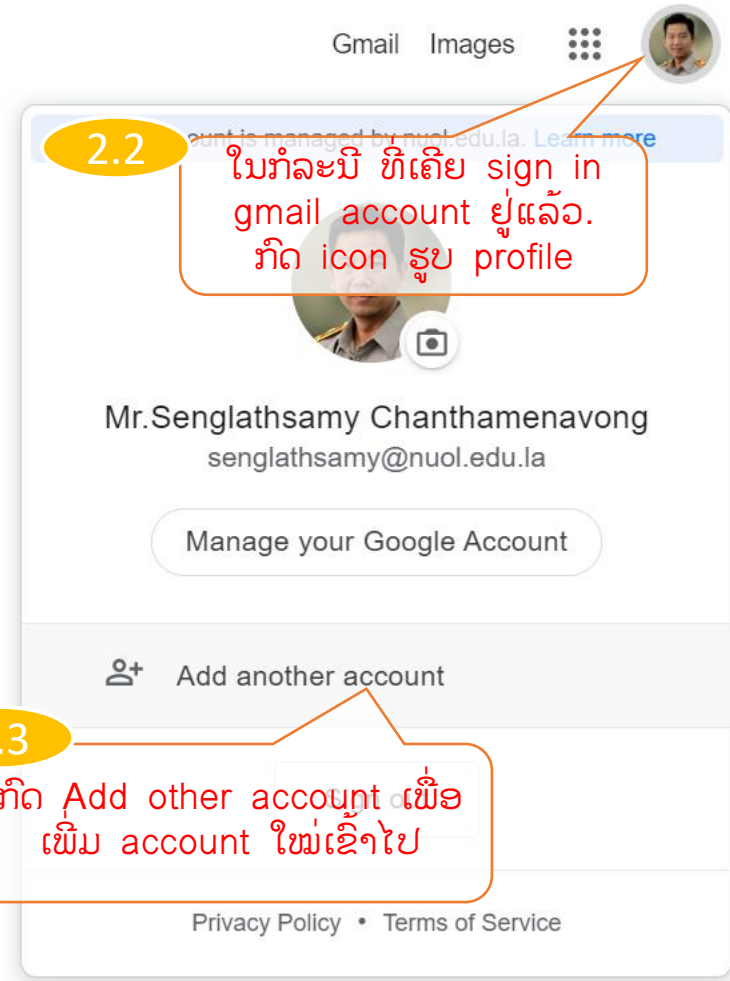 Gmail Images
ount is managed by nuol.edu.la. Learn more
2.2
ໃນກໍລະນີ ທີ່ເຄີຍ sign in
gmail account ຢູ່ແລ້ວ.
ກົດ icon ຮູບ profile
Mr.Senglathsamy Chanthamenavong
senglathsamy@nuol.edu.la
Manage your Google Account
Add another account
.3
ກົດ Add other account ເພື່ອ
ເພີ່ມ account ໃໝ່ເຂົ້າໄປ
Privacy Policy • Terms of Service